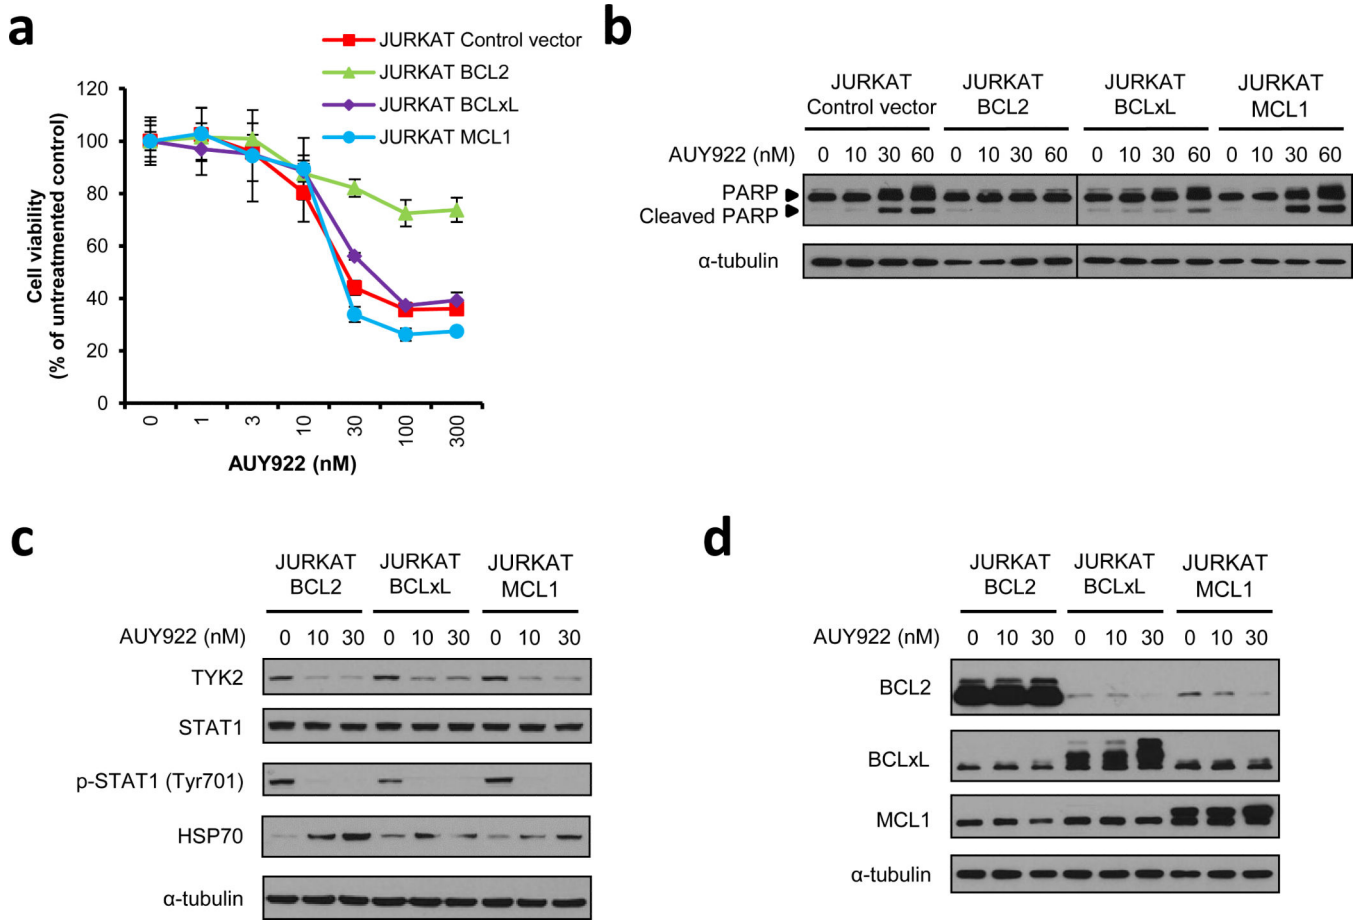 a
JURKAT Control vector
JURKAT BCL2
JURKAT BCLxL
JURKAT MCL1
Cell viability
(% of untreatmented control)
120
100
80
60
40
20
0
0 1 3 10 30 100 300
AUY922 (nM)
b
JURKAT JURKAT JURKAT JURKAT
Control vector BCL2 BCLxL MCL1
AUY922 (nM) 0 10 30 60 0 10 30 60 0 10 30 60 0 10 30 60
PARP
Cleaved PARP
α-tubulin
c
JURKAT JURKAT JURKAT
BCL2 BCLxL MCL1
AUY922 (nM) 0 10 30 0 10 30 0 10 30
TYK2
STAT1
p-STAT1 (Tyr701)
HSP70
α-tubulin
d
JURKAT JURKAT JURKAT
BCL2 BCLxL MCL1
AUY922 (nM) 0 10 30 0 10 30 0 10 30
BCL2
BCLxL
MCL1
α-tubulin